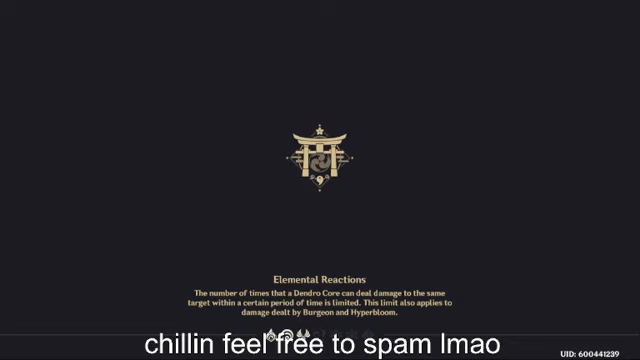 Elemental Reactions
The number of times that a Dendro Core can deal damage to the same
target within a certain period of time is limited. This limit also applies to
damage dealt by Burgeon and Hyperbloom.
chillin feel free to spam lmao
UID: 600441239